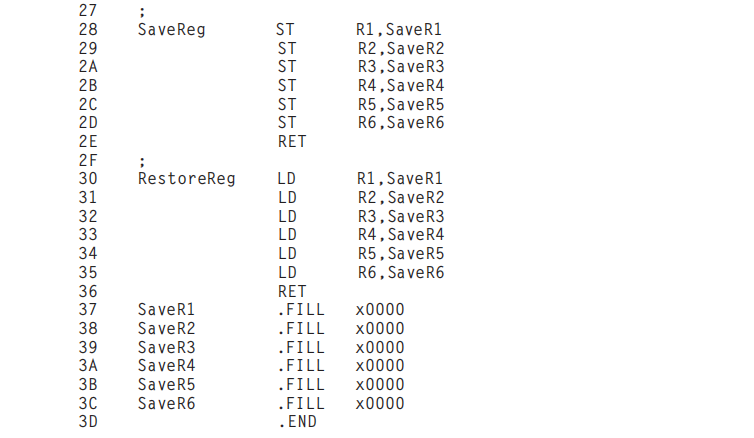 27 ;
28 SaveReg ST R1,SaveR1
29 ST R2,SaveR2
2A ST R3,SaveR3
2B ST R4,SaveR4
2C ST R5,SaveR5
2D ST R6,SaveR6
2E RET
2F ;
30 RestoreReg LD R1,SaveR1
31 LD R2,SaveR2
32 LD R3,SaveR3
33 LD R4,SaveR4
34 LD R5,SaveR5
35 LD R6,SaveR6
36 RET
37 SaveR1 .FILL x0000
38 SaveR2 .FILL x0000
39 SaveR3 .FILL x0000
3A SaveR4 .FILL x0000
3B SaveR5 .FILL x0000
3C SaveR6 .FILL x0000
3D .END